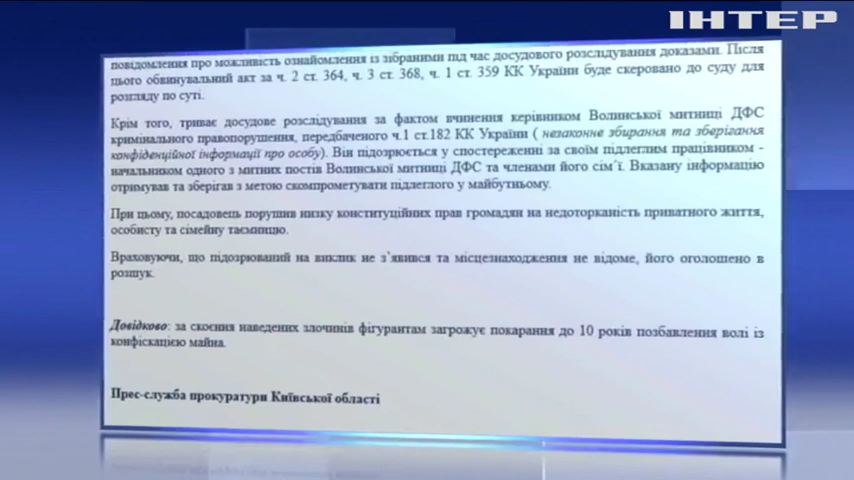 ІНТЕР
повідомлення про можливість ознайомлення із зібраними під час досудового розслідування доказами. Після
цього обвинувальний акт за ч. 2 ст. 364, ч. 3 ст. 368, ч. 1 ст. 359 КК України буде скеровано до суду для
розгляду по суті.
Крім того, триває досудове розслідування за фактом вчинення керівником Волинської митниці ДФС
кримінального правопорушення, передбаченого ч.1 ст.182 КК України ( незаконне збирання та зберігання
конфіденційної інформації про особу). Він підозрюється у спостереженні за своїм підлеглим працівником -
начальником одного з митних постів Волинської митниці ДФС та членами його сім´ї. Вказану інформацію
отримував та зберігав з метою скомпрометувати підлеглого у майбутньому.
При цьому, посадовець порушив низку конституційних прав громадян на недоторканість приватного життя,
особисту та сімейну таємницю.
Враховуючи, що підозрюваний на виклик не з`явився та місцезнаходження не відоме, його оголошено в
розшук.
Довідково: за скоєння наведених злочинів фігурантам загрожує покарання до 10 років позбавлення волі із
конфіскацією майна.
Прес-служба прокуратури Київської області